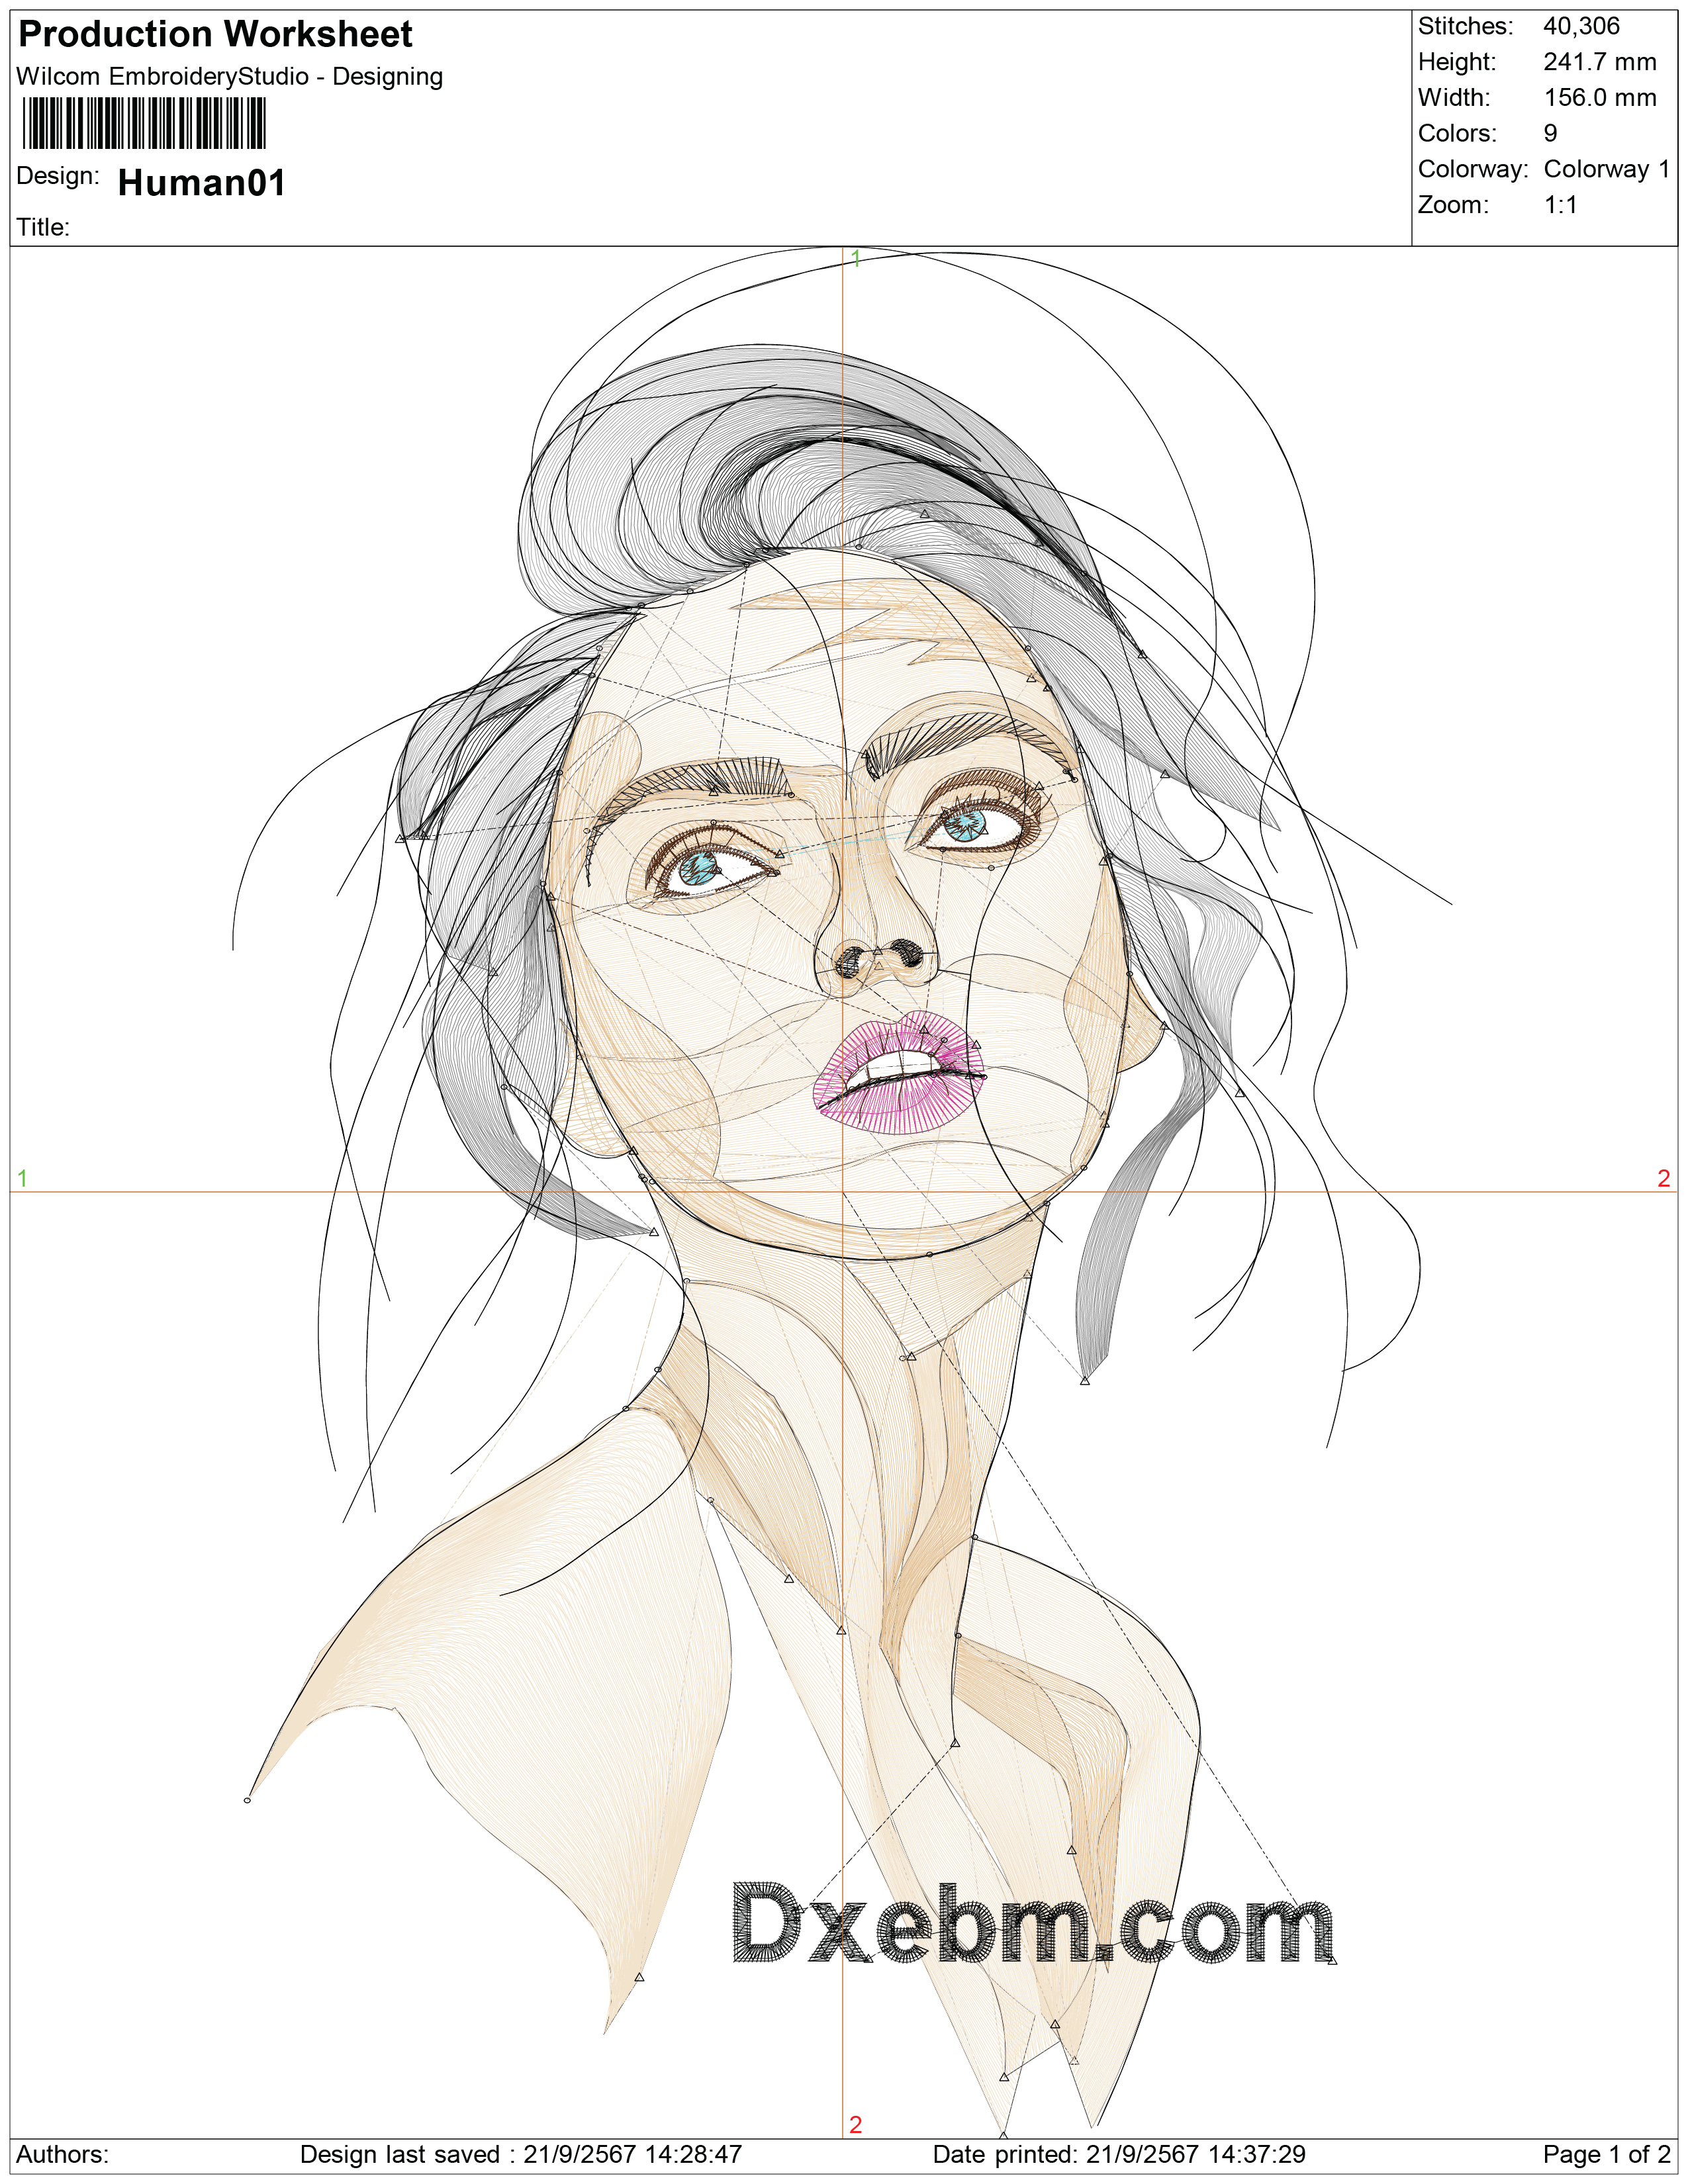 Production Worksheet
Wilcom EmbroideryStudio - Designing
Design: Human01
Title:
Stitches: 40,306
Height: 241.7 mm
Width: 156.0 mm
Colors: 9
Colorway: Colorway 1
Zoom: 1:1
1
1
2
Dxebm.com
2
Authors:
Design last saved : 21/9/2567 14:28:47
Date printed: 21/9/2567 14:37:29
Page 1 of 2